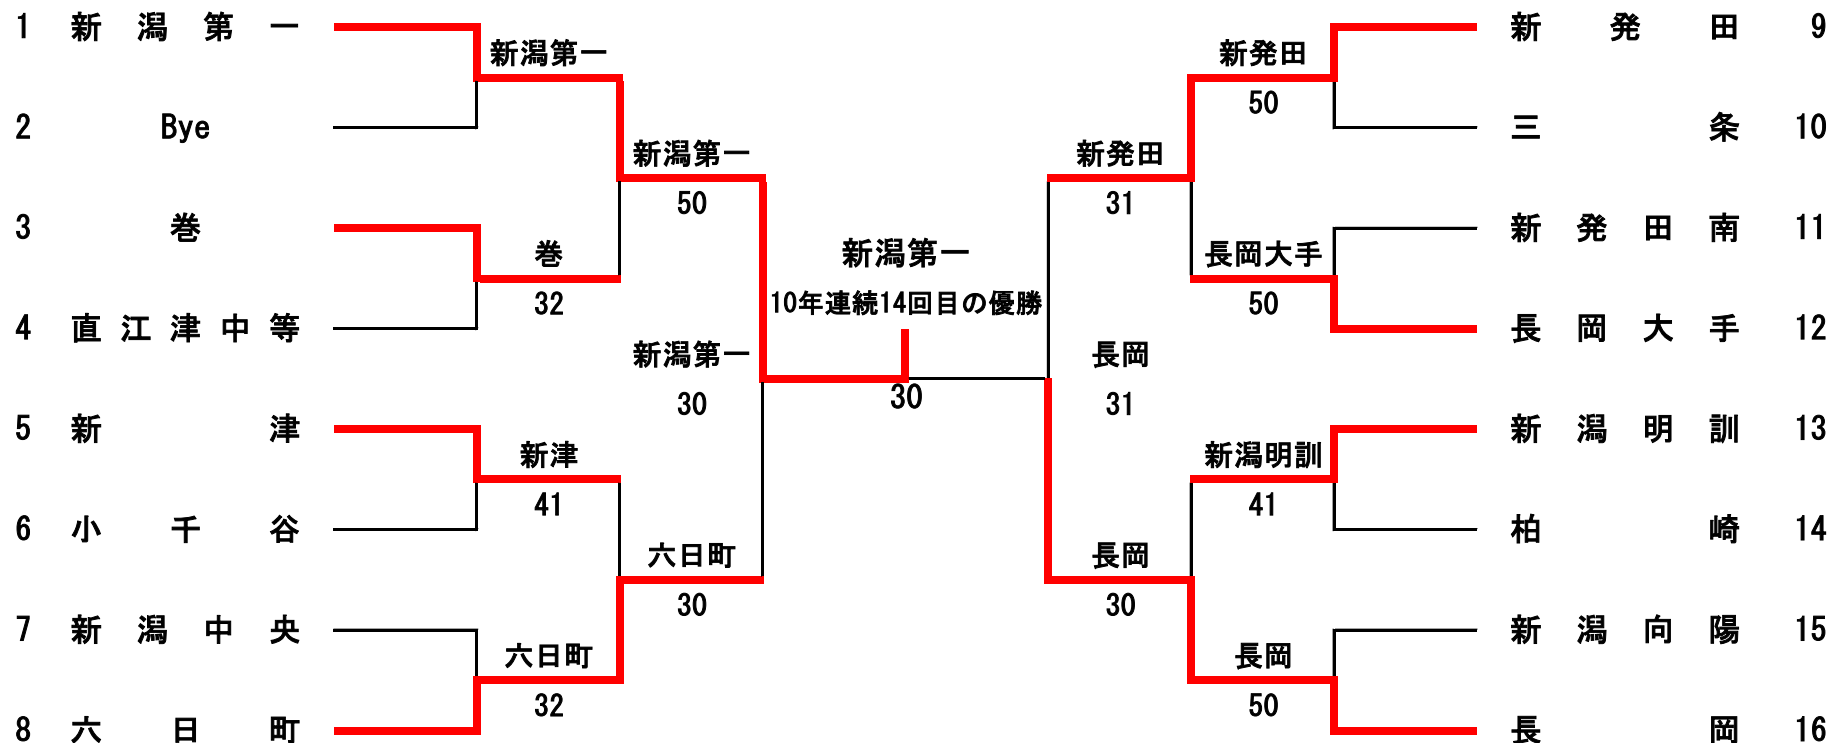 1 新潟第一
新潟第一
2 Bye
新潟第一
50
3 巻
巻
32
4 直江津中等
新潟第一
30
5 新津
新津
41
6 小千谷
六日町
30
7 新潟中央
六日町
32
8 六日町
新潟第一
10年連続14回目の優勝
30
新発田 9
新発田
50
三条 10
新発田
31
新発田南 11
長岡大手
50
長岡大手 12
長岡
31
新潟明訓 13
新潟明訓
41
柏崎 14
長岡
30
新潟向陽 15
長岡
50
長岡 16